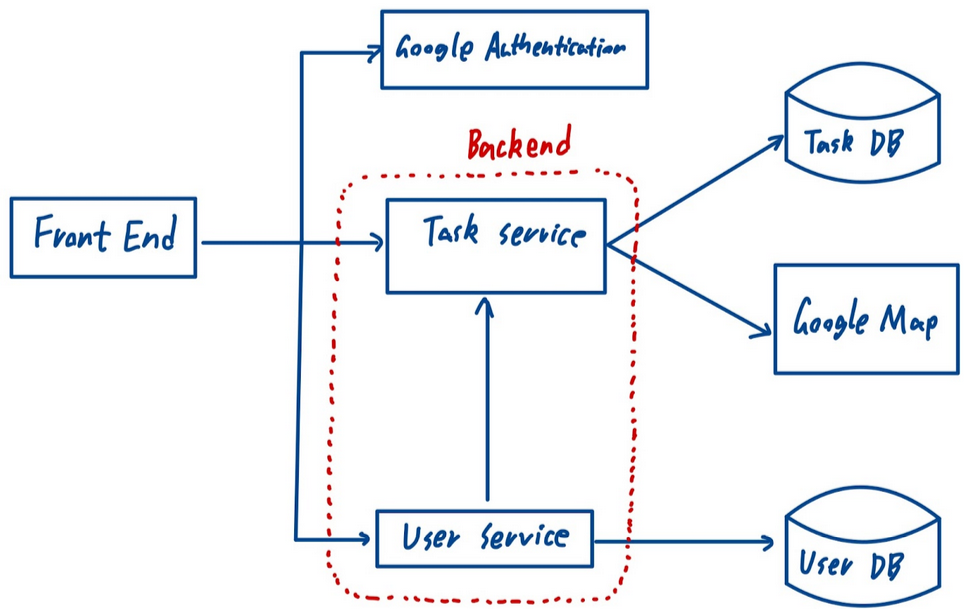 Google Authentication
Backend
Task DB
Front End
Task service
Google Map
User service
User DB